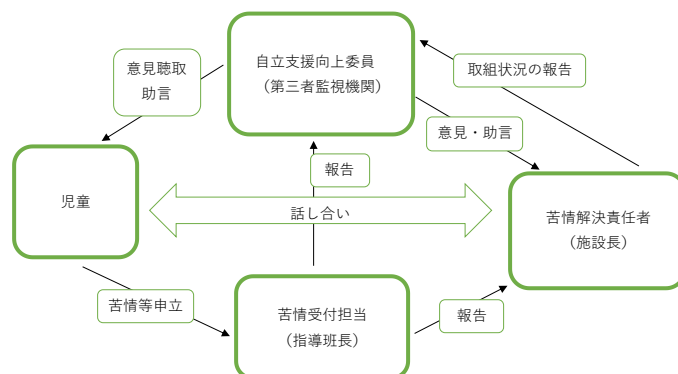 意見聴取
助言
自立支援向上委員
（第三者監視機関）
取組状況の報告
意見・助言
報告
児童
話し合い
苦情解決責任者
（施設長）
苦情等申立
苦情受付担当
（指導班長）
報告